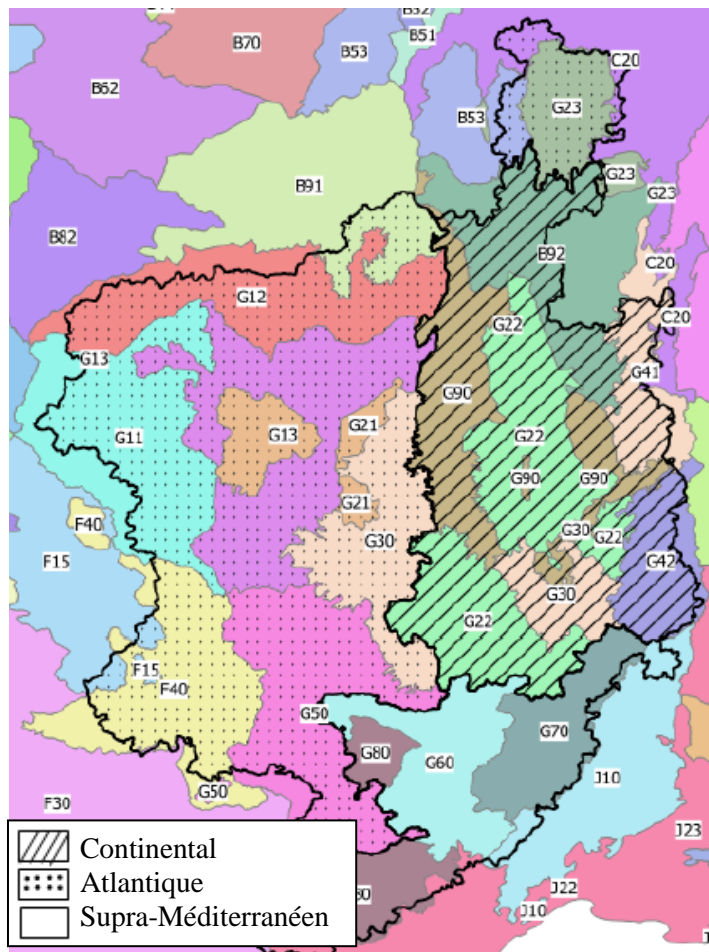 B52
B51
B70
B53
C20
B62
G23
B53
G23
B91
G23
B82
B92
C20
G12
C20
G22
G13
G41
G90
G11
G13
G21
G22
G90
G90
G21
F40
G30
G30
G22
F15
G42
G30
G22
F15
F40
G50
G70
G80
G60
J10
G50
F30
J23
J22
J10
Continental
Atlantique
Supra-Méditerranéen